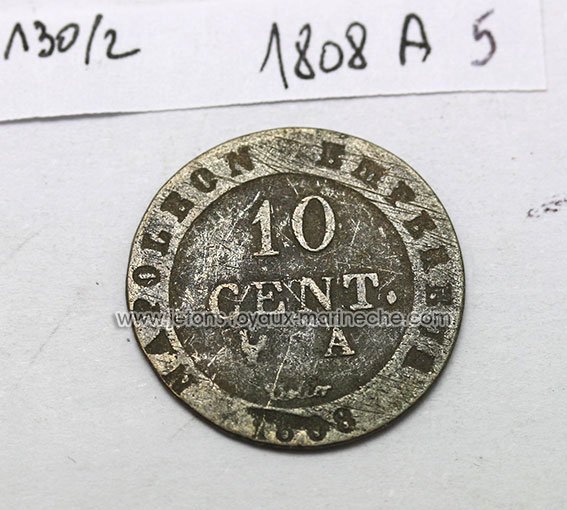 130/2 1808 A 5
NAPOLEON EMPEREUR
10
CENT.
A
1808
www.jetons-royaux-marineche.com